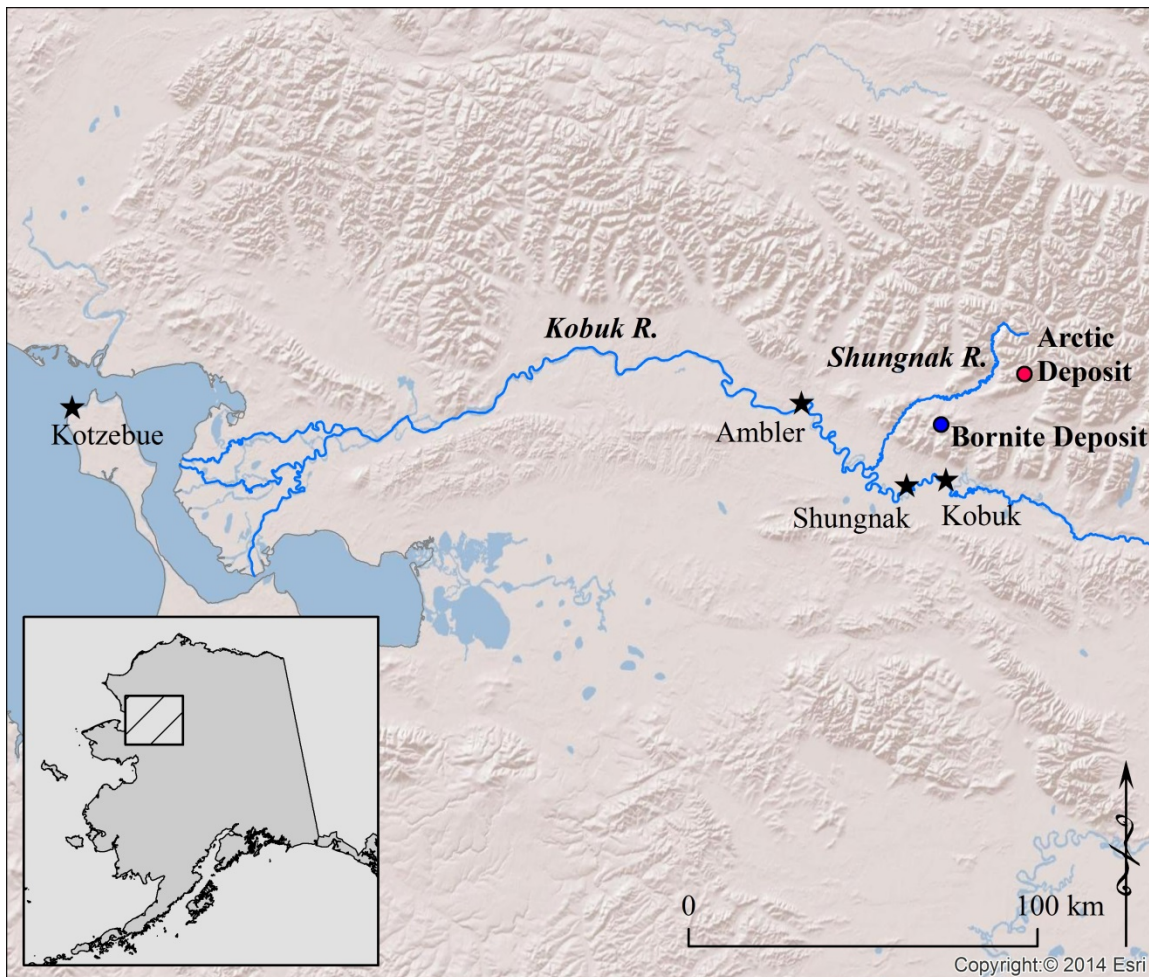 Kobuk R.
Shungnak R.
Arctic
Deposit
Kotzebue
Ambler
Bornite Deposit
Shungnak
Kobuk
0
100 km
Copyright:© 2014 Esri